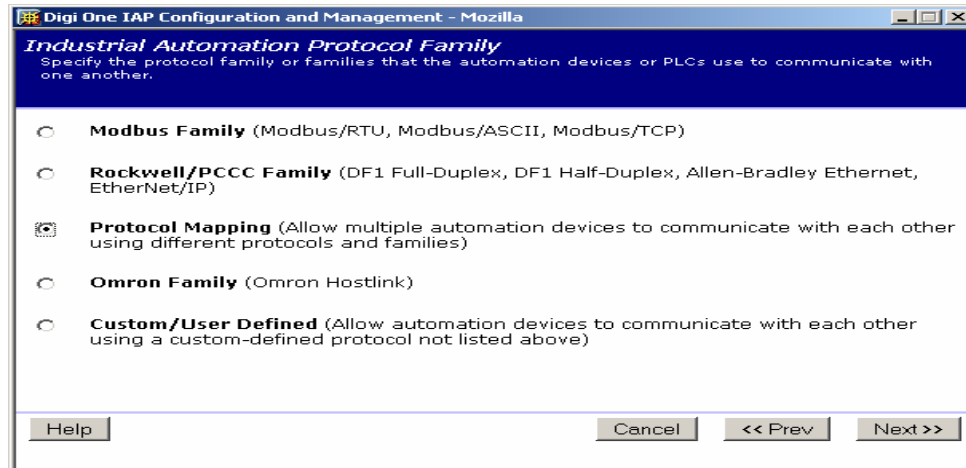 Digi One IAP Configuration and Management - Mozilla
Industrial Automation Protocol Family
Specify the protocol family or families that the automation devices or PLCs use to communicate with
one another.
Modbus Family (Modbus/RTU, Modbus/ASCII, Modbus/TCP)
Rockwell/PCCC Family (DF1 Full-Duplex, DF1 Half-Duplex, Allen-Bradley Ethernet,
EtherNet/IP)
Protocol Mapping (Allow multiple automation devices to communicate with each other
using different protocols and families)
Omron Family (Omron Hostlink)
Custom/User Defined (Allow automation devices to communicate with each other
using a custom-defined protocol not listed above)
Help Cancel << Prev Next >>